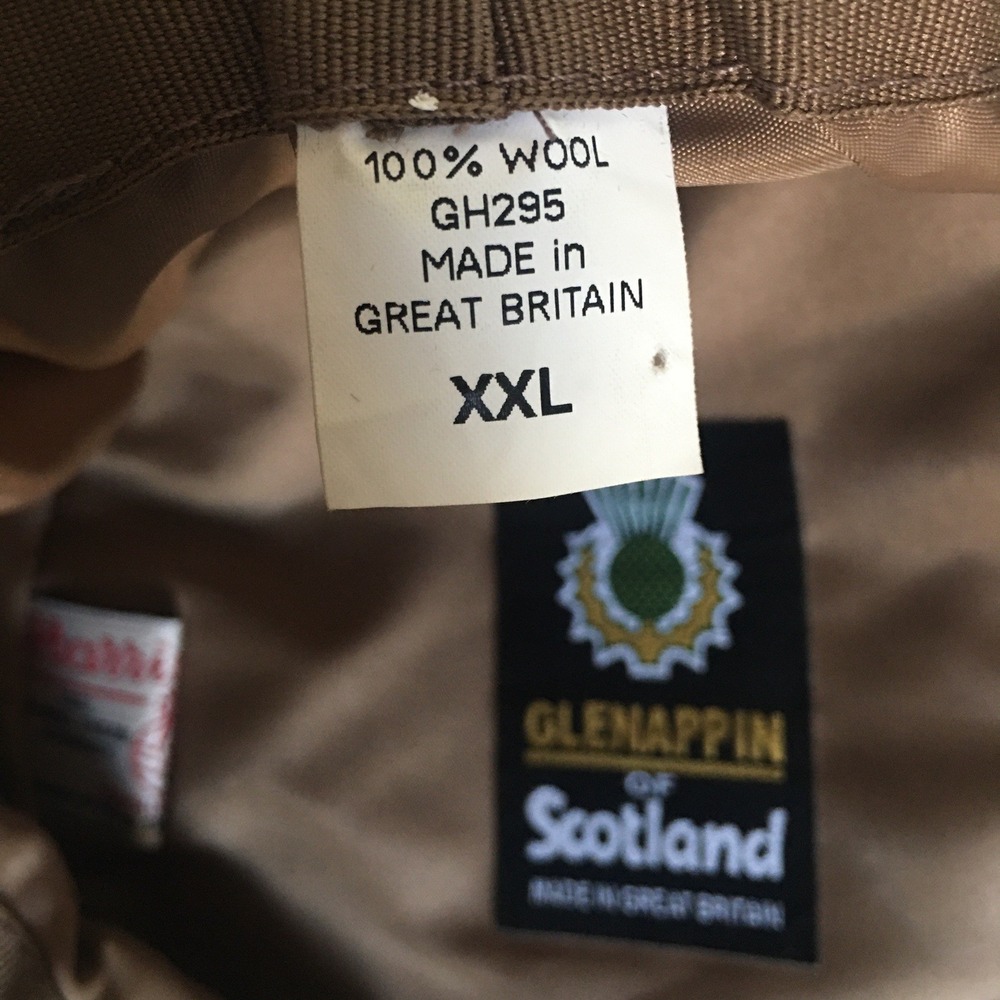 100% WOOL
GH295
MADE in
GREAT BRITAIN
XXL
GLENAPPIN
OF
Scotland
MADE IN GREAT BRITAIN